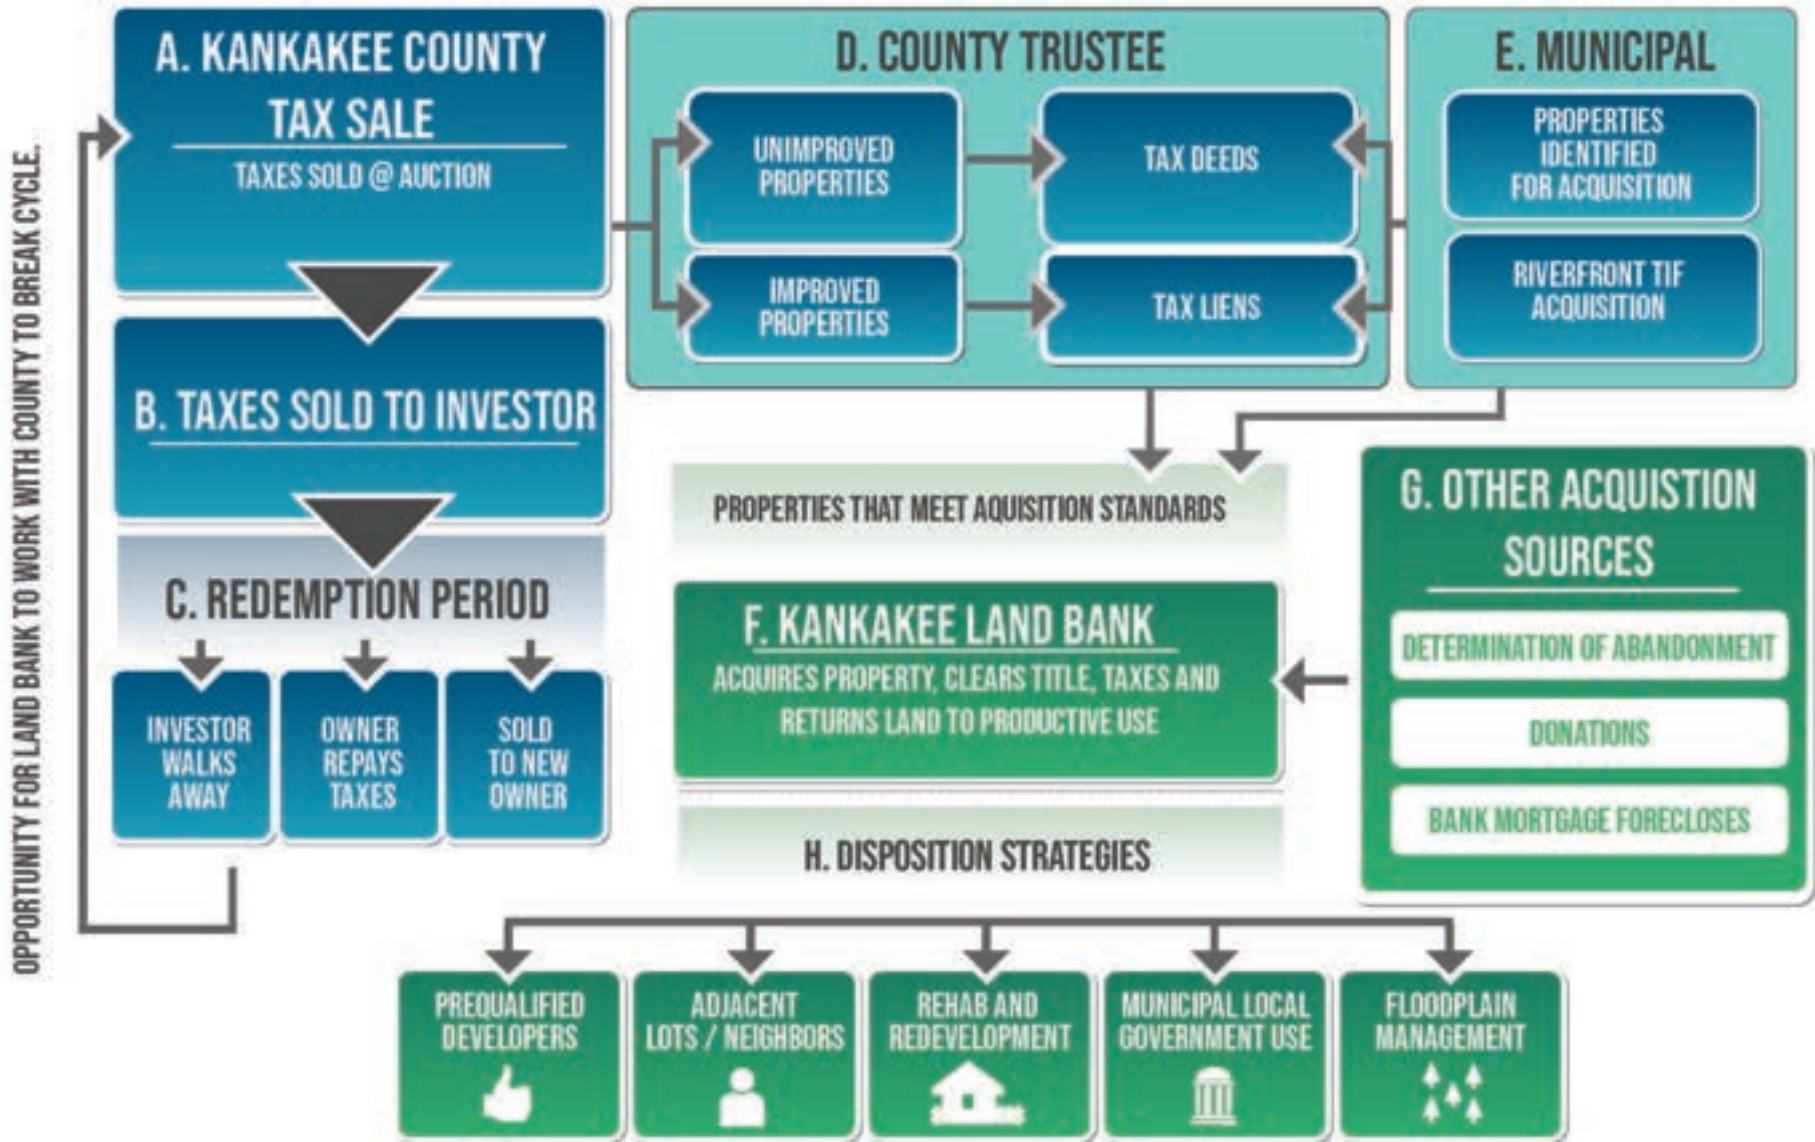 OPPORTUNITY FOR LAND BANK TO WORK WITH COUNTY TO BREAK CYCLE.
A. KANKAKEE COUNTY
TAX SALE
TAXES SOLD @ AUCTION
B. TAXES SOLD TO INVESTOR
C. REDEMPTION PERIOD
INVESTOR
WALKS
AWAY
OWNER
REPAYS
TAXES
SOLD
TO NEW
OWNER
D. COUNTY TRUSTEE
UNIMPROVED
PROPERTIES
TAX DEEDS
IMPROVED
PROPERTIES
TAX LIENS
E. MUNICIPAL
PROPERTIES
IDENTIFIED
FOR ACQUISITION
RIVERFRONT TIF
ACQUISITION
PROPERTIES THAT MEET AQUISITION STANDARDS
F. KANKAKEE LAND BANK
ACQUIRES PROPERTY, CLEARS TITLE, TAXES AND
RETURNS LAND TO PRODUCTIVE USE
G. OTHER ACQUISTION
SOURCES
DETERMINATION OF ABANDONMENT
DONATIONS
BANK MORTGAGE FORECLOSES
H. DISPOSITION STRATEGIES
PREQUALIFIED
DEVELOPERS
ADJACENT
LOTS / NEIGHBORS
REHAB AND
REDEVELOPMENT
MUNICIPAL LOCAL
GOVERNMENT USE
FLOODPLAIN
MANAGEMENT